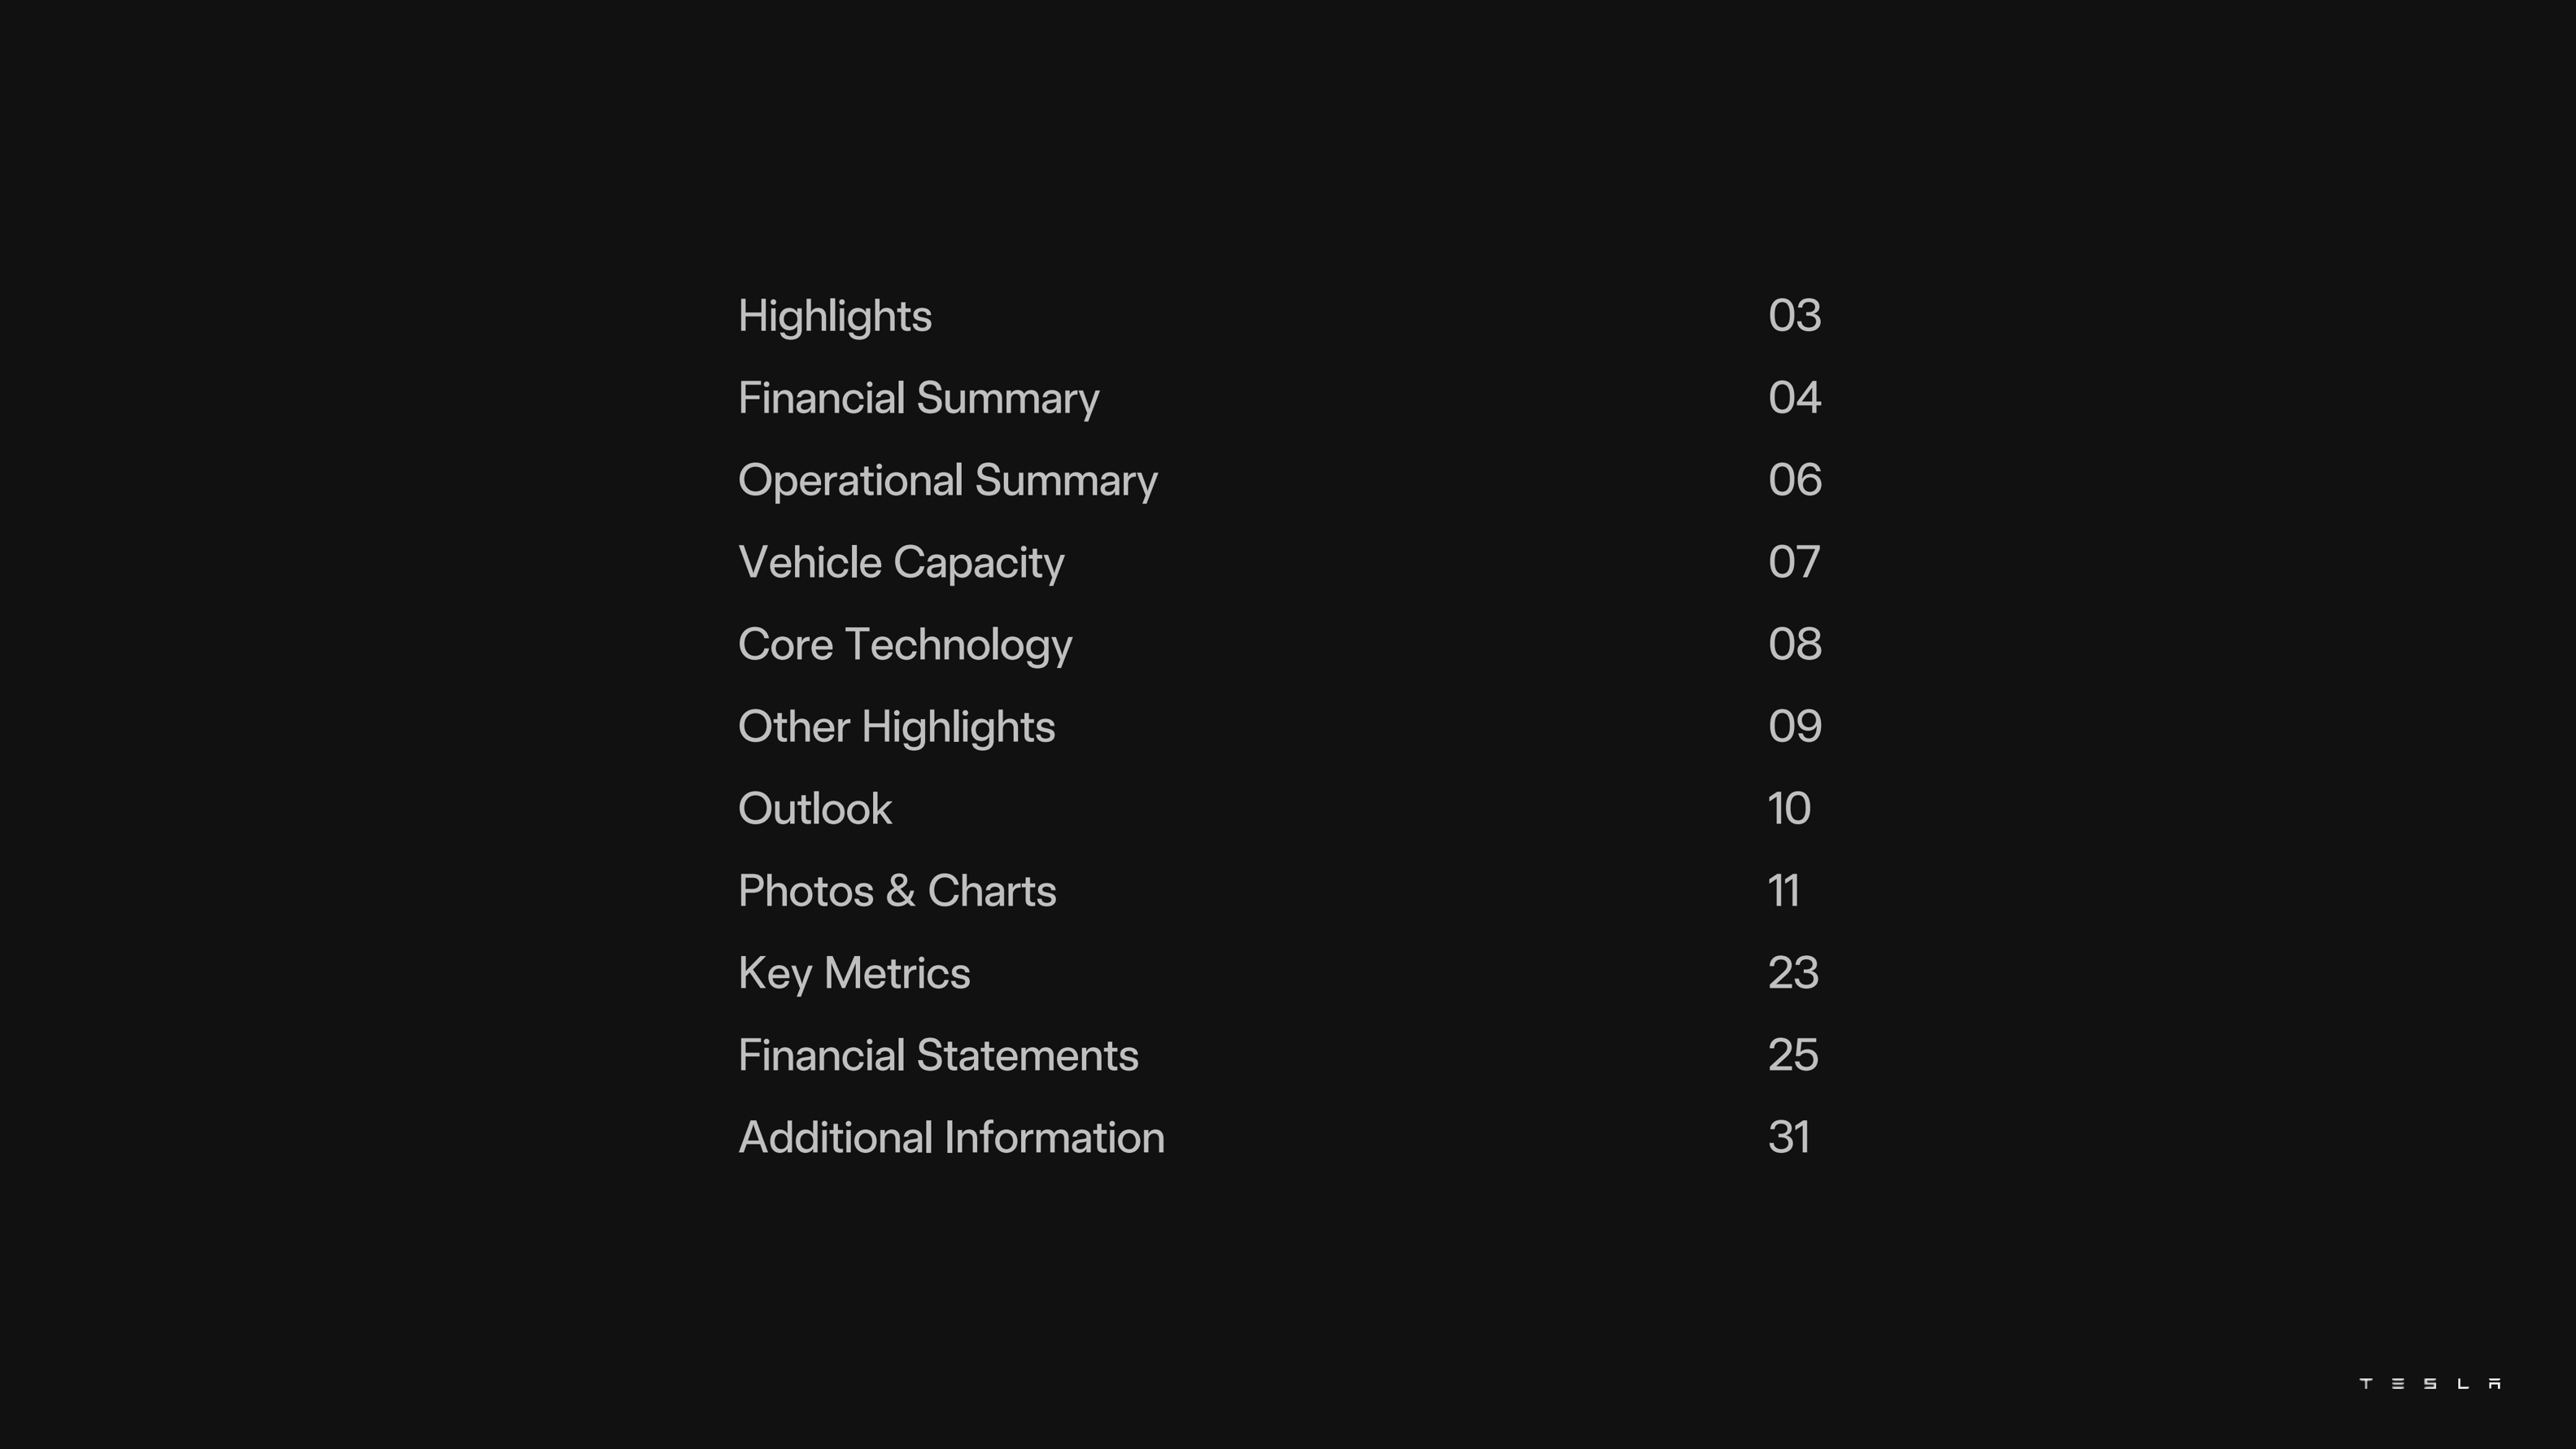 Highlights 03
Financial Summary 04
Operational Summary 06
Vehicle Capacity 07
Core Technology 08
Other Highlights 09
Outlook 10
Photos & Charts 11
Key Metrics 23
Financial Statements 25
Additional Information 31
TESLA